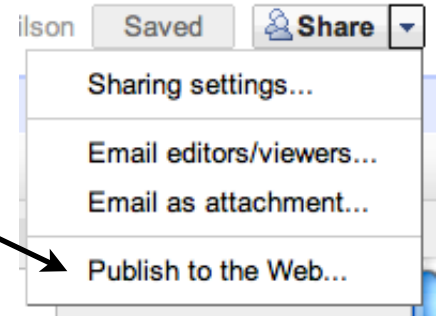 ilson Saved Share
Sharing settings...
Email editors/viewers...
Email as attachment...
Publish to the Web...